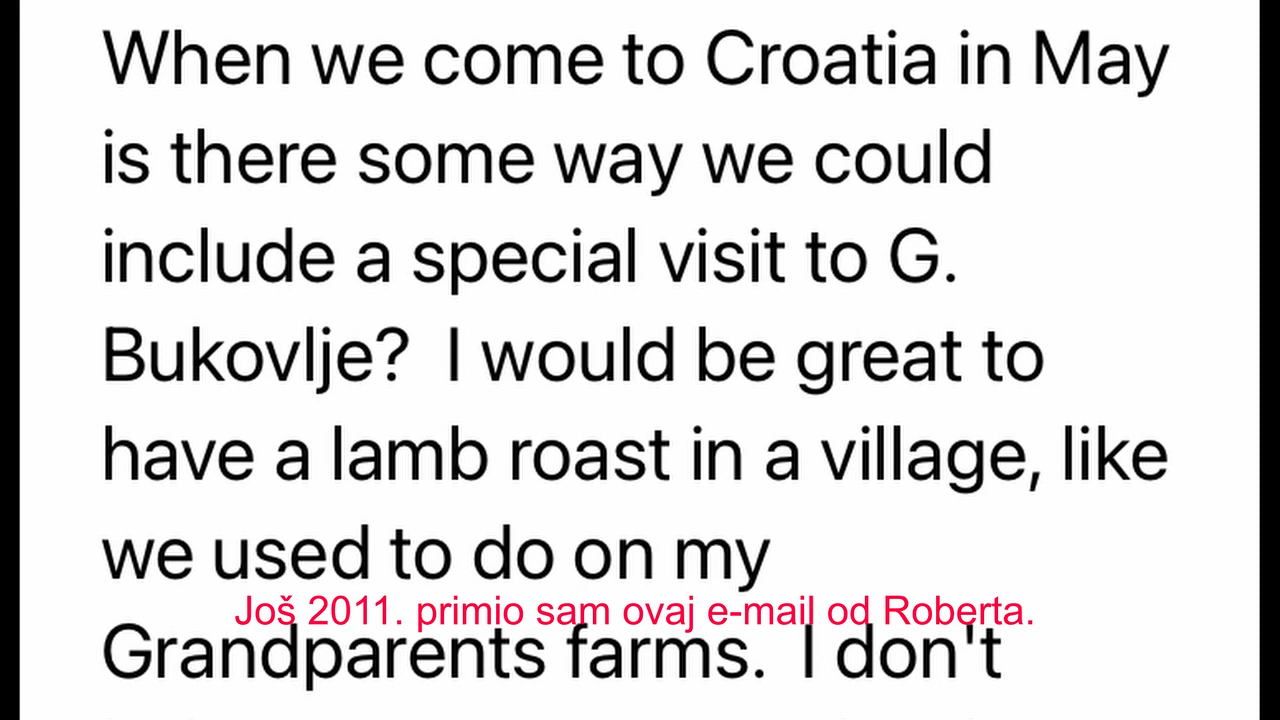 When we come to Croatia in May
is there some way we could
include a special visit to G.
Bukovlje?  I would be great to
have a lamb roast in a village, like
we used to do on my
Još 2011. primio sam ovaj e-mail od Roberta.
Grandparents farms.  I don't